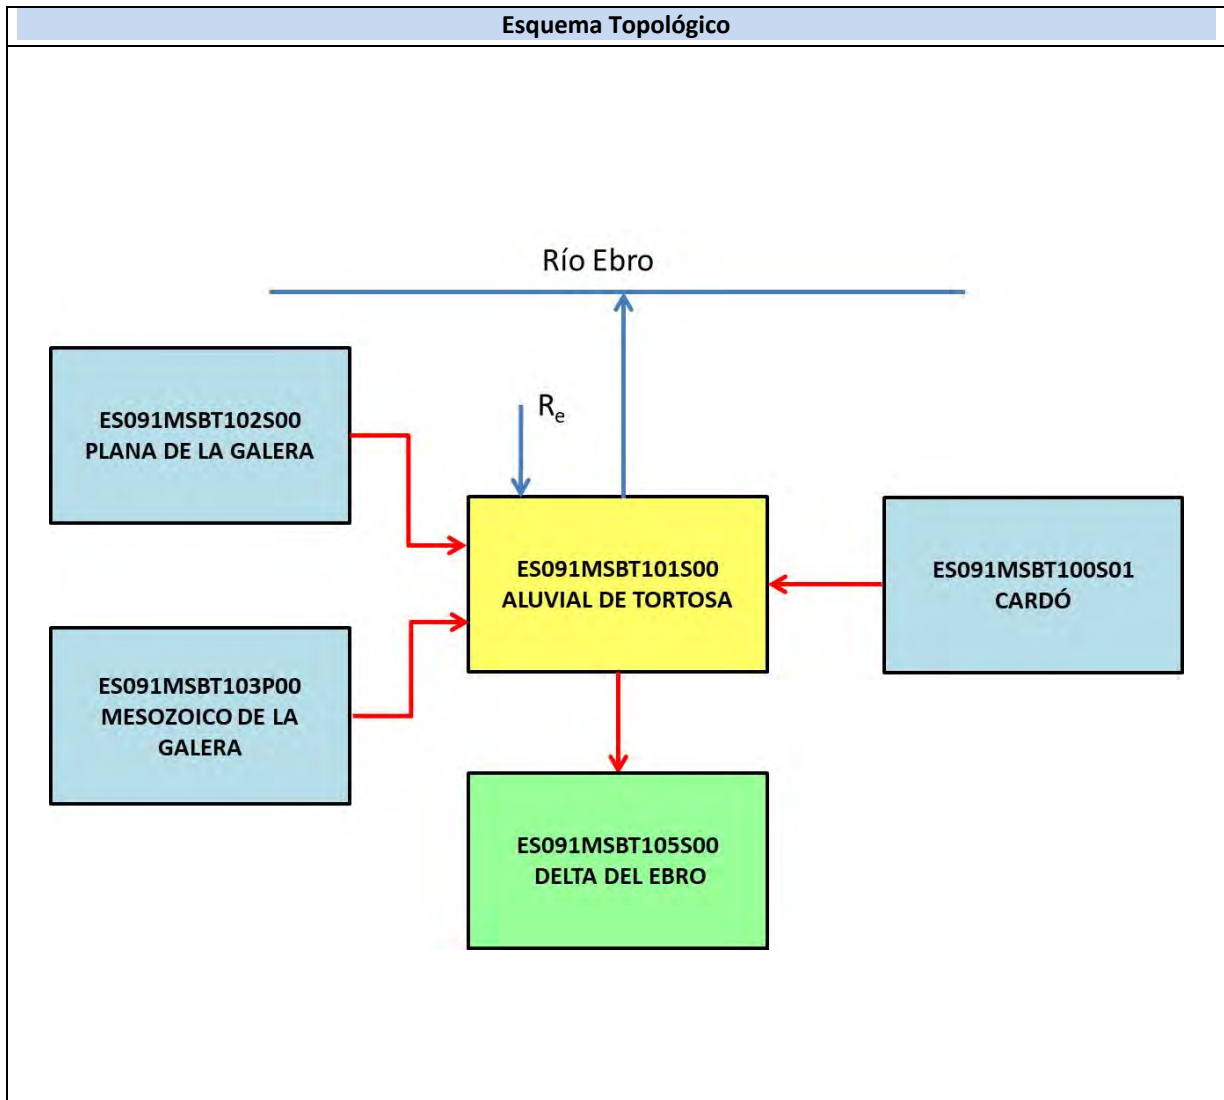 Esquema Topológico
Río Ebro
ES091MSBT102S00
PLANA DE LA GALERA
Re
ES091MSBT101S00
ALUVIAL DE TORTOSA
ES091MSBT100S01
CARDÓ
ES091MSBT103P00
MESOZOICO DE LA
GALERA
ES091MSBT105S00
DELTA DEL EBRO